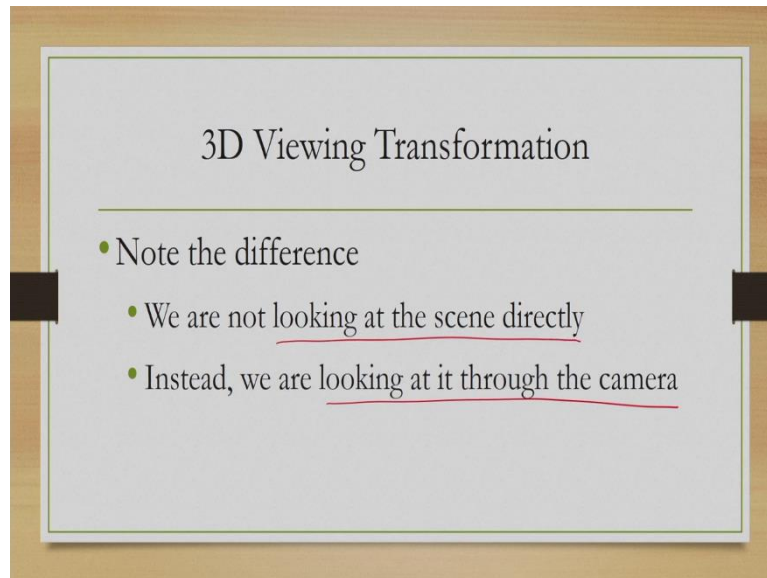 3D Viewing Transformation
• Note the difference
• We are not looking at the scene directly
• Instead, we are looking at it through the camera